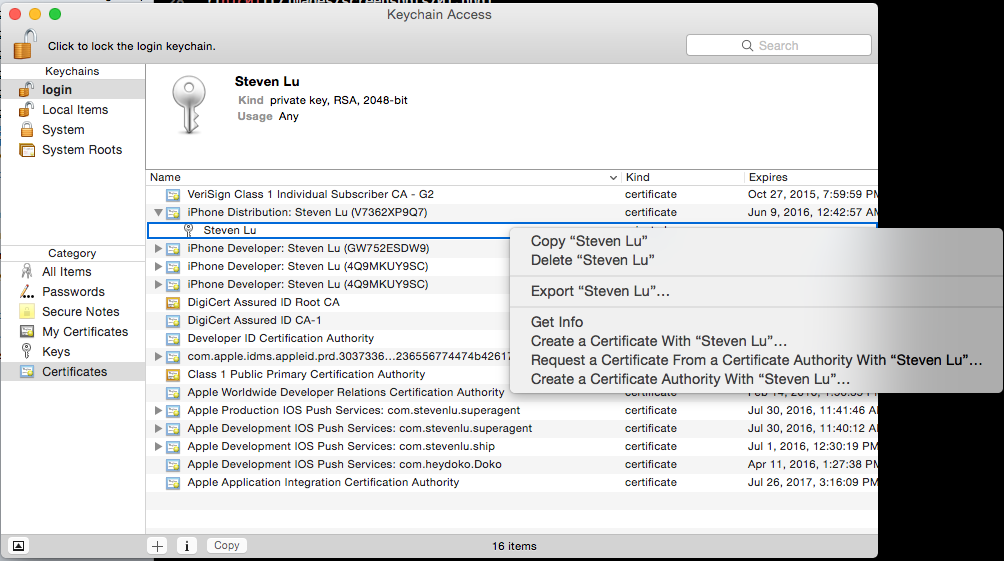 Keychain Access
Click to lock the login keychain.
Search
Keychains
login
Local Items
System
System Roots
Category
All Items
Passwords
Secure Notes
My Certificates
Keys
Certificates
Steven Lu
Kind private key, RSA, 2048-bit
Usage Any
Name Kind Expires
VeriSign Class 1 Individual Subscriber CA - G2 certificate Oct 27, 2015, 7:59:59 PM
iPhone Distribution: Steven Lu (V7362XP9Q7) certificate Jun 9, 2016, 12:42:57 AM
Steven Lu
iPhone Developer: Steven Lu (GW752ESDW9)
iPhone Developer: Steven Lu (4Q9MKUY9SC)
iPhone Developer: Steven Lu (4Q9MKUY9SC)
DigiCert Assured ID Root CA
DigiCert Assured ID CA-1
Developer ID Certification Authority
com.apple.idms.appleid.prd.3037336...236556774474b42617
Class 1 Public Primary Certification Authority
Apple Worldwide Developer Relations Certification Authority certificate
Apple Production IOS Push Services: com.stevenlu.superagent certificate Jul 30, 2016, 11:41:46 AM
Apple Development IOS Push Services: com.stevenlu.superagent certificate Jul 30, 2016, 11:40:12 AM
Apple Development IOS Push Services: com.stevenlu.ship certificate Jul 1, 2016, 12:30:19 PM
Apple Development IOS Push Services: com.heydoko.Doko certificate Apr 11, 2016, 1:27:38 PM
Apple Application Integration Certification Authority certificate Jul 26, 2017, 3:16:09 PM
Copy “Steven Lu”
Delete “Steven Lu”
Export “Steven Lu”…
Get Info
Create a Certificate With “Steven Lu”…
Request a Certificate From a Certificate Authority With “Steven Lu”…
Create a Certificate Authority With “Steven Lu”…
Copy
16 items